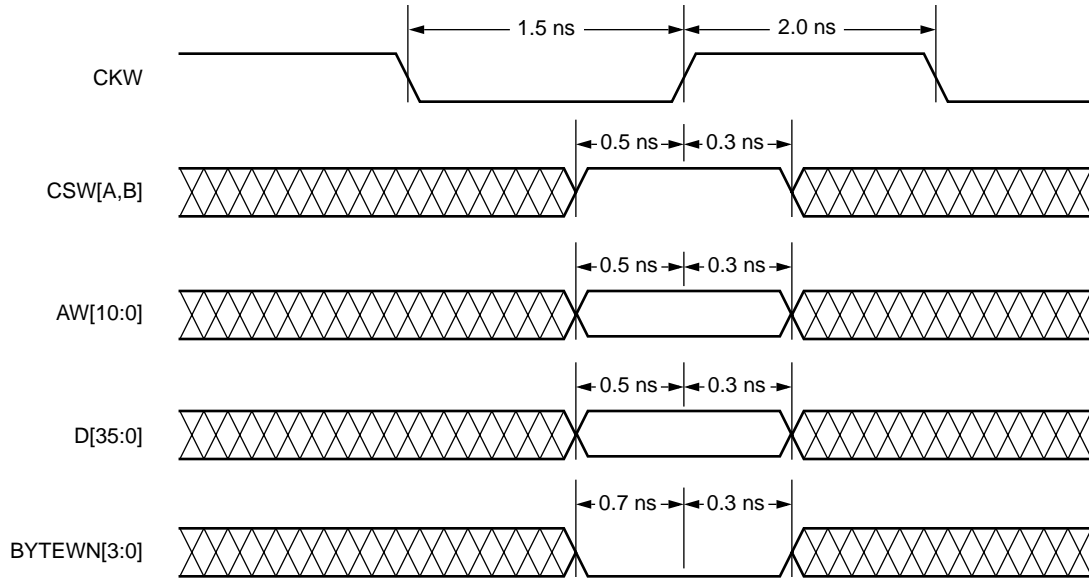 1.5 ns 2.0 ns
CKW
0.5 ns 0.3 ns
CSW[A,B]
0.5 ns 0.3 ns
AW[10:0]
0.5 ns 0.3 ns
D[35:0]
0.7 ns 0.3 ns
BYTEWN[3:0]